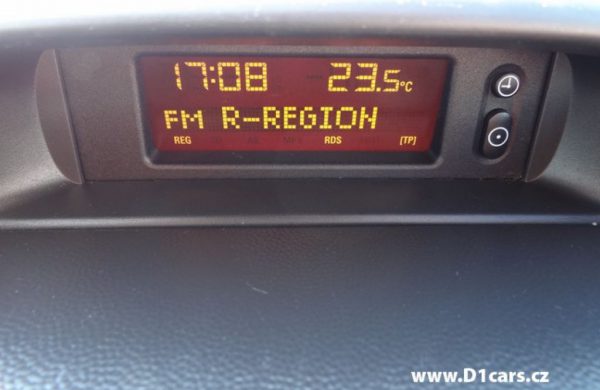 17:08 23.5°C
FM R-REGION
REG RDS [TP]
www.D1cars.cz